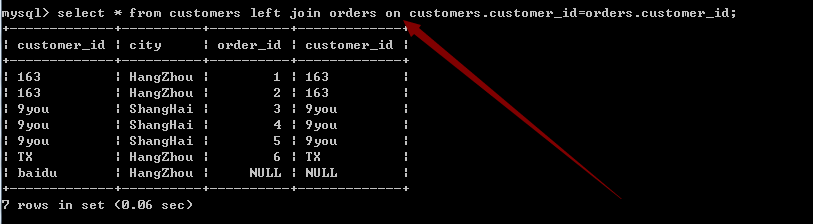 mysql> select * from customers left join orders on customers.customer_id=orders.customer_id;
+-------------+----------+----------+-------------+
¦ customer_id ¦ city     ¦ order_id ¦ customer_id ¦
+-------------+----------+----------+-------------+
¦ 163         ¦ HangZhou ¦        1 ¦ 163         ¦
¦ 163         ¦ HangZhou ¦        2 ¦ 163         ¦
¦ 9you        ¦ ShangHai ¦        3 ¦ 9you        ¦
¦ 9you        ¦ ShangHai ¦        4 ¦ 9you        ¦
¦ 9you        ¦ ShangHai ¦        5 ¦ 9you        ¦
¦ TX          ¦ HangZhou ¦        6 ¦ TX          ¦
¦ baidu       ¦ HangZhou ¦     NULL ¦ NULL        ¦
+-------------+----------+----------+-------------+
7 rows in set (0.06 sec)